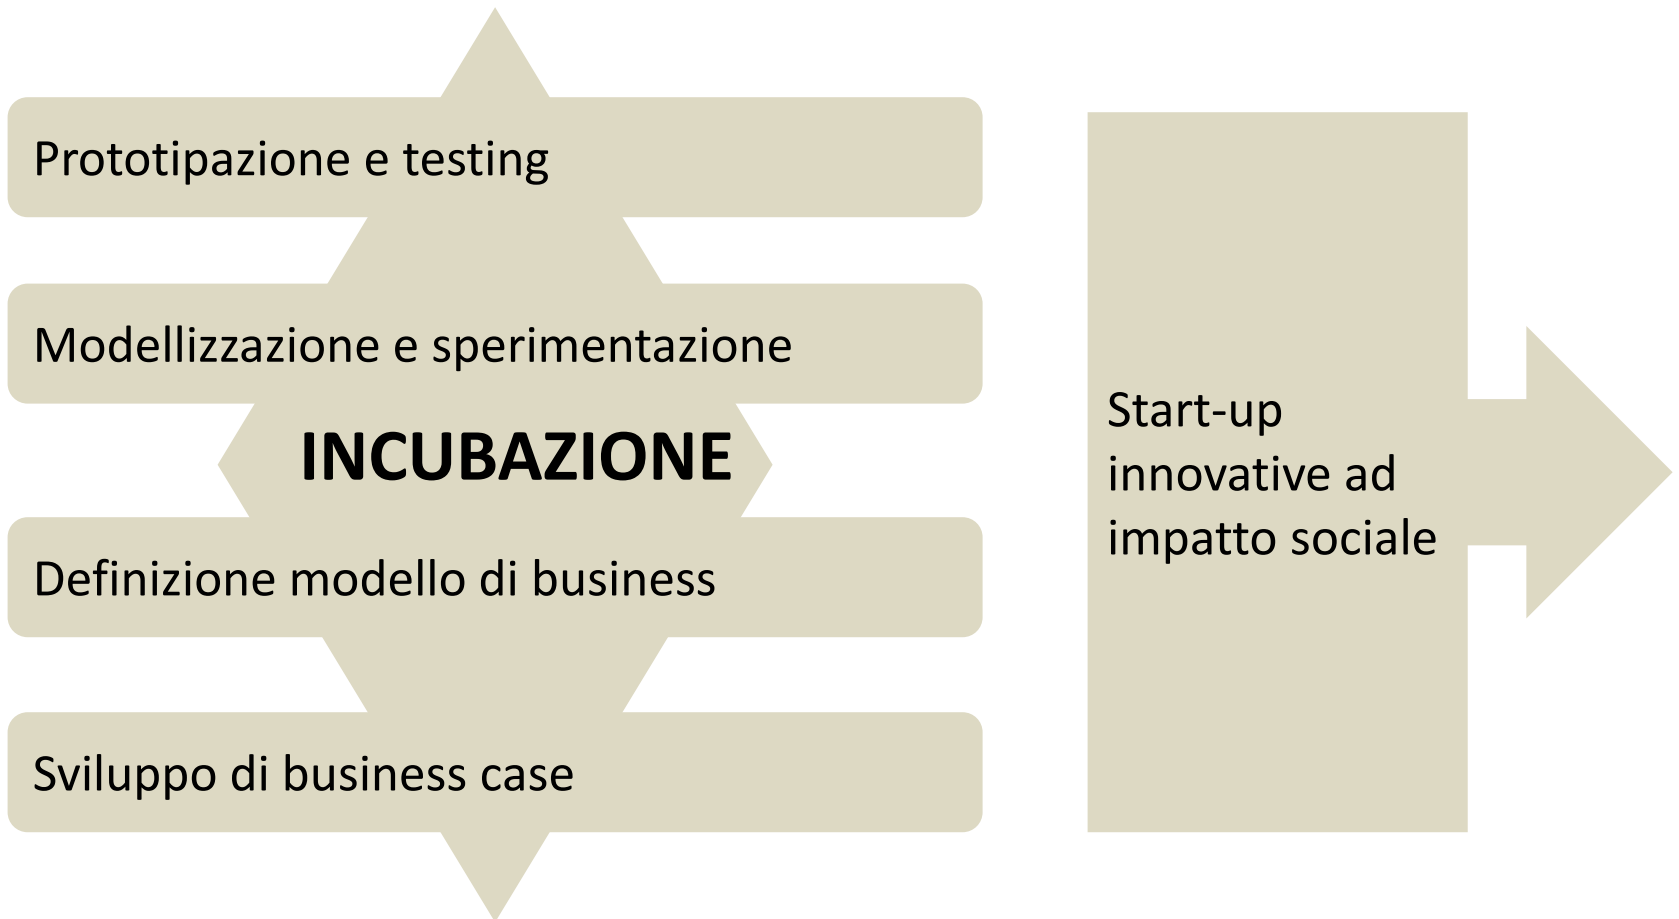 Prototipazione e testing
Modellizzazione e sperimentazione
INCUBAZIONE
Definizione modello di business
Sviluppo di business case
Start-up
innovative ad
impatto sociale